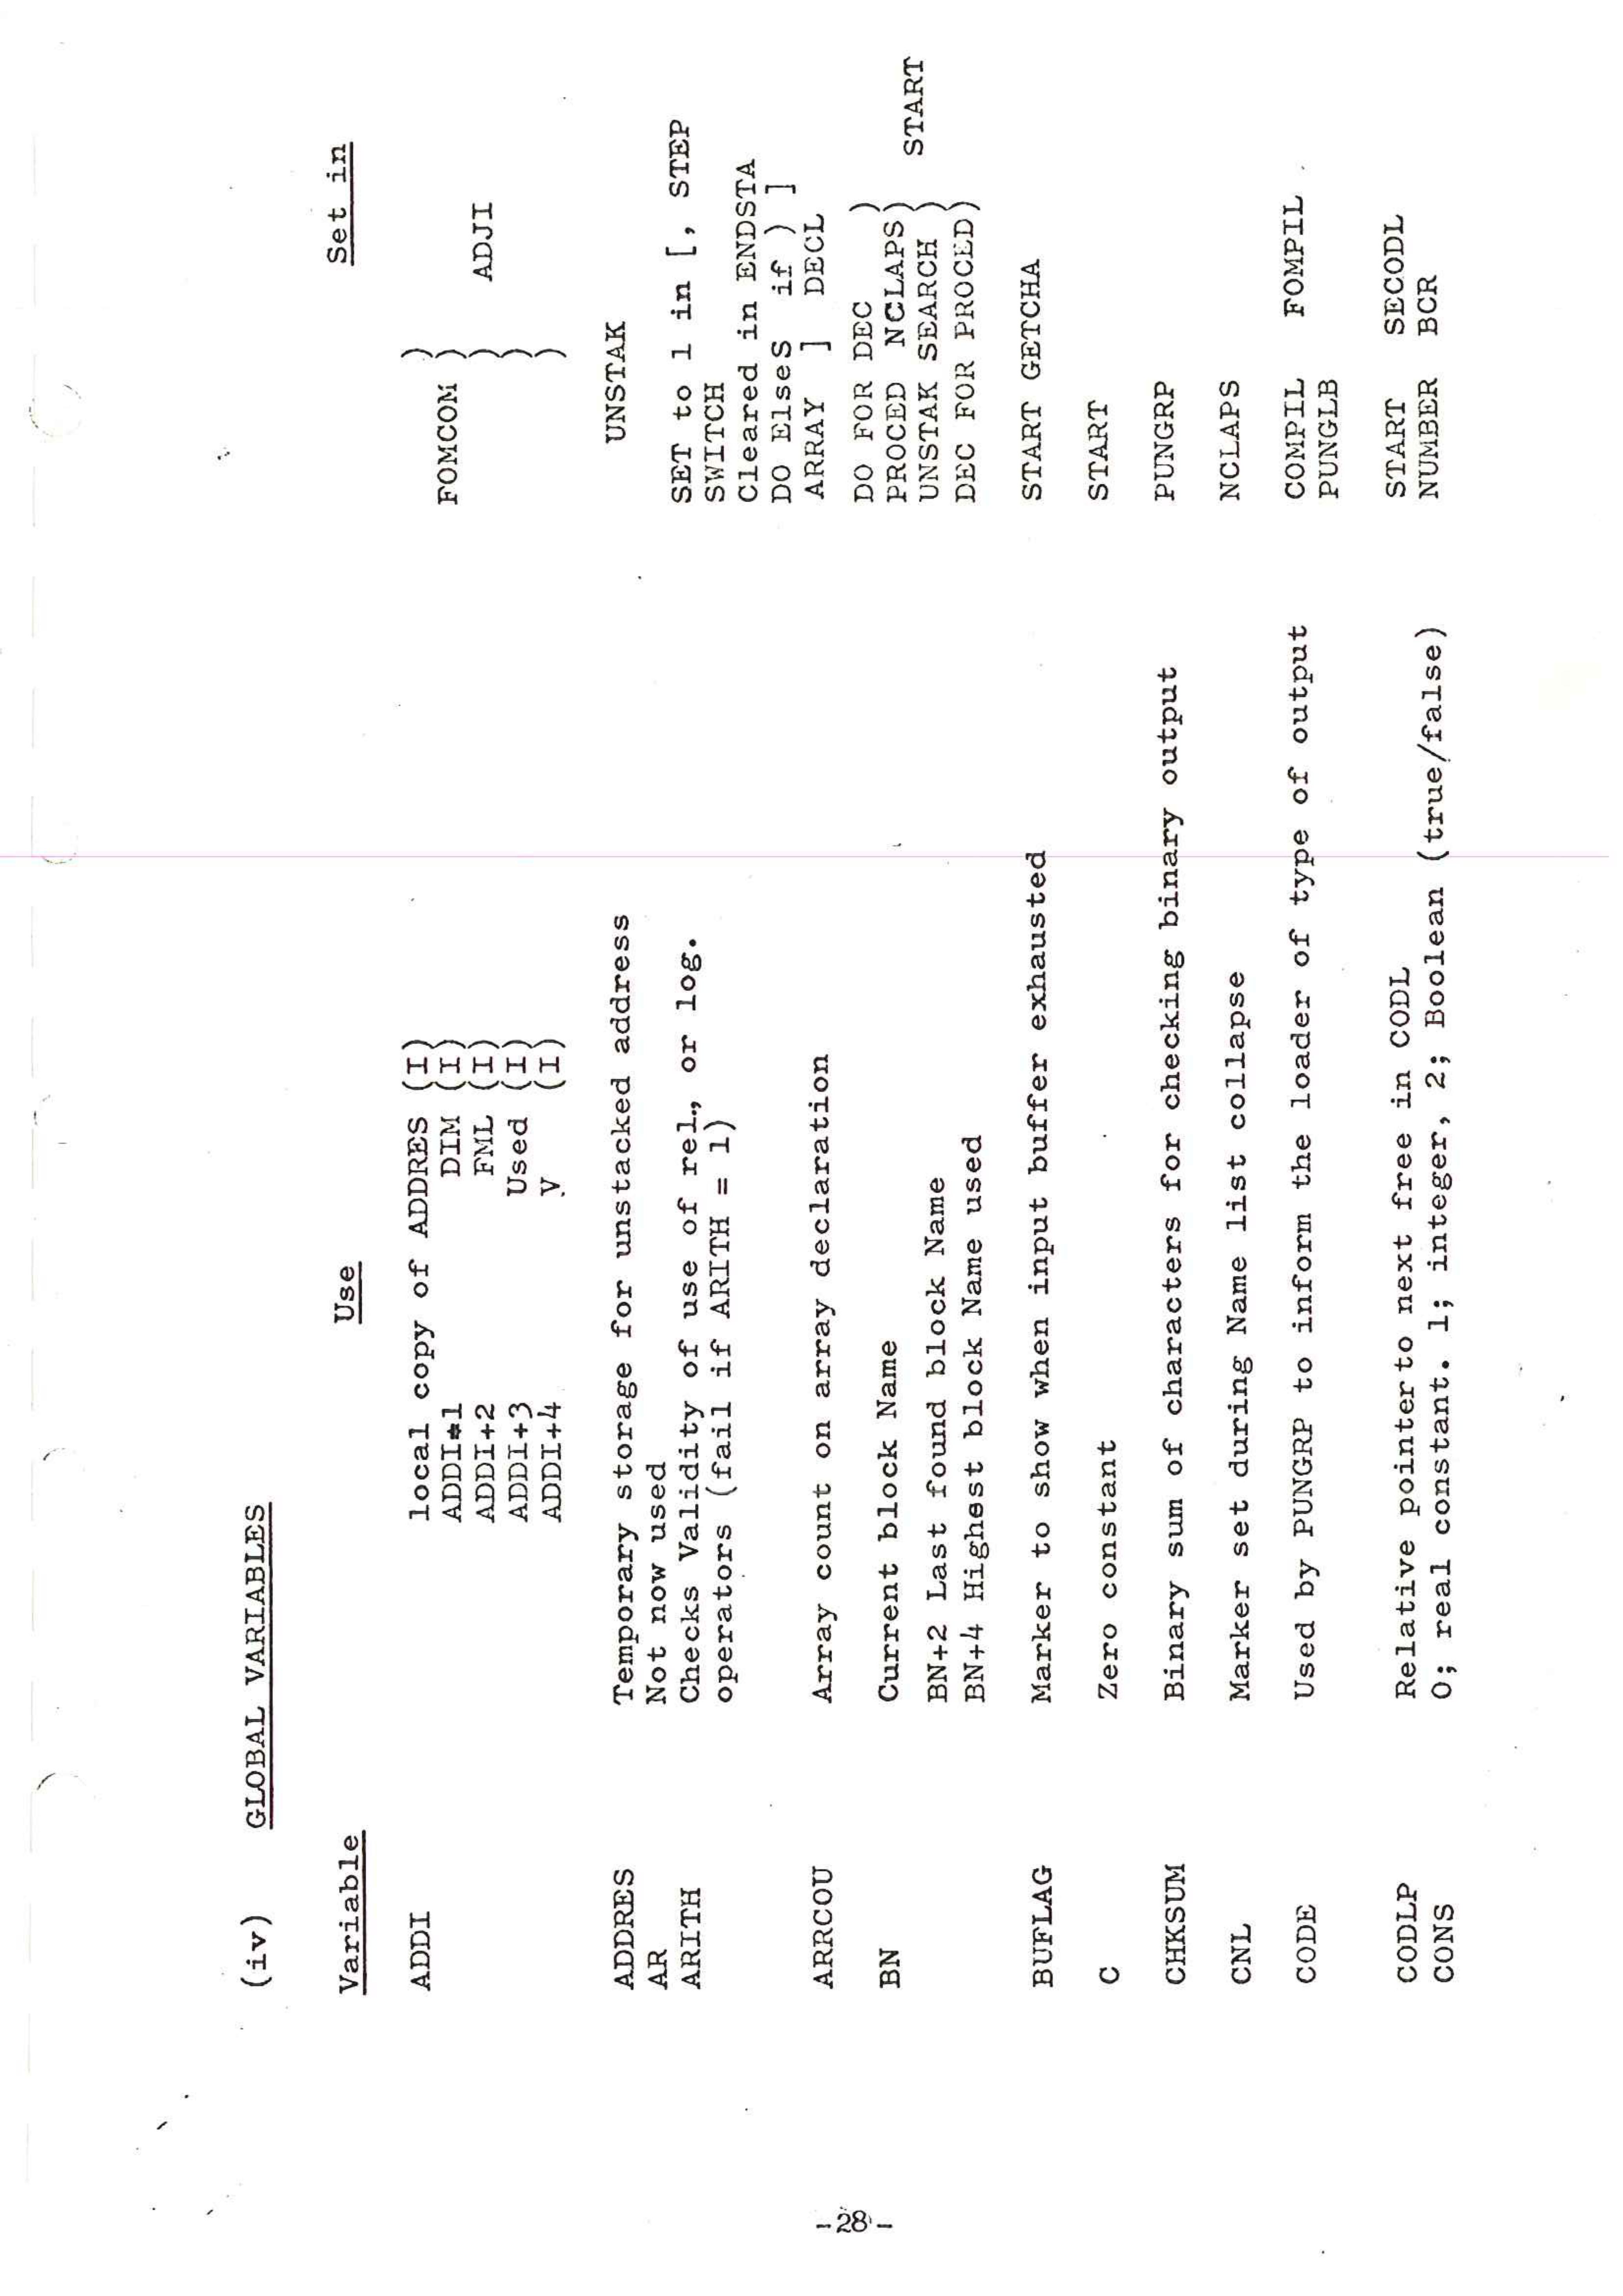 (iv) GLOBAL VARIABLES
Variable Use Set in
ADDI local copy of ADDRES (I) )
ADDI+1 DIM (I) FOMCOM )
ADDI+2 FML (I) ) ADJI
ADDI+3 Used (I) )
ADDI+4 V (I) )
ADDRES Temporary storage for unstacked address UNSTAK
AR Not now used
ARITH Checks Validity of use of rel., or log. SET to 1 in [, STEP
operators (fail if ARITH = 1) SWITCH
Cleared in ENDSTA
DO ElseS if ) ]
ARRCOU Array count on array declaration ARRAY ] DECL
BN Current block Name DO FOR DEC )
PROCED NCLAPS) START
BN+2 Last found block Name UNSTAK SEARCH )
BN+4 Highest block Name used DEC FOR PROCED)
BUFLAG Marker to show when input buffer exhausted START GETCHA
C Zero constant START
CHKSUM Binary sum of characters for checking binary output PUNGRP
CNL Marker set during Name list collapse NCLAPS
CODE Used by PUNGRP to inform the loader of type of output COMPIL FOMPIL
PUNGLB
CODLP Relative pointer to next free in CODL START SECODL
CONS 0; real constant. 1; integer, 2; Boolean (true/false) NUMBER BCR
-28-